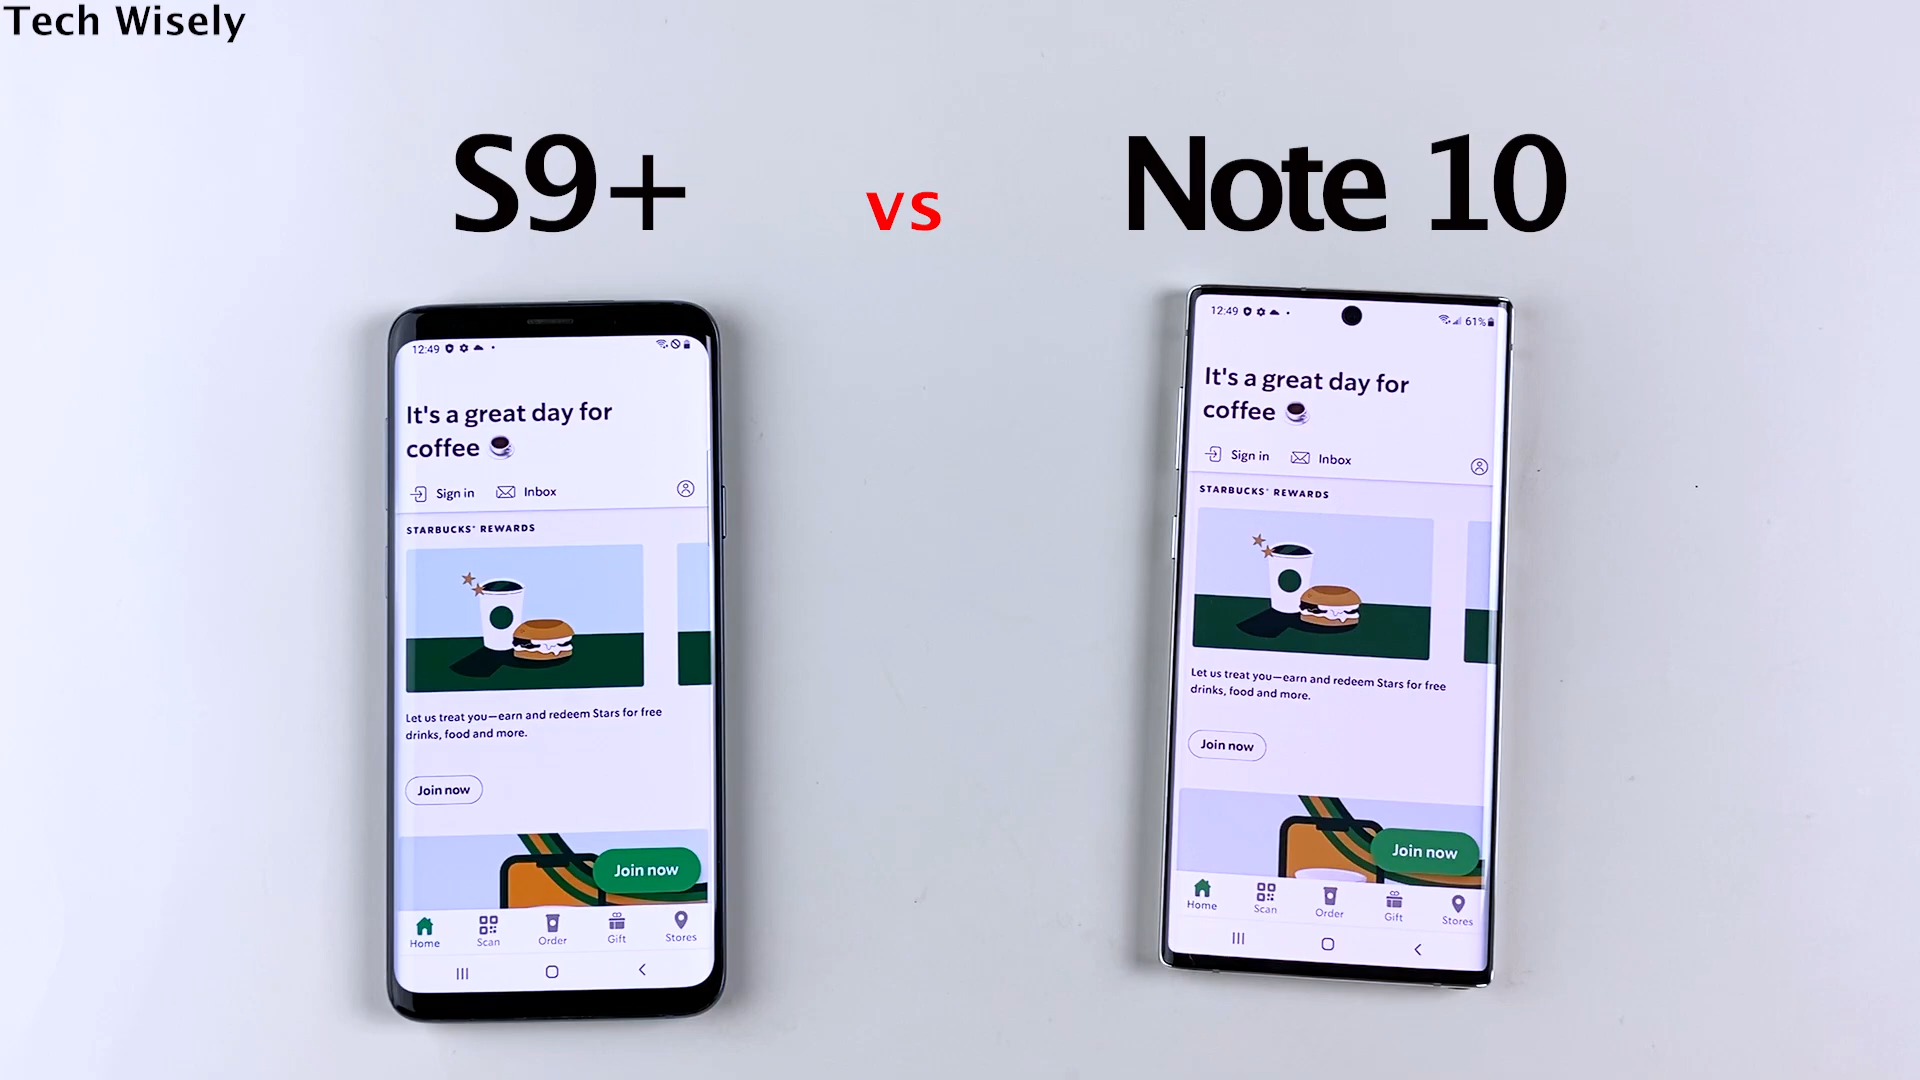 Tech Wisely
S9+ vs Note 10
12:49
It's a great day for
coffee
Sign in Inbox
STARBUCKS® REWARDS
Let us treat you—earn and redeem Stars for free
drinks, food and more.
Join now
Join now
Home Scan Order Gift Stores
12:49 61%
It's a great day for
coffee
Sign in Inbox
STARBUCKS® REWARDS
Let us treat you—earn and redeem Stars for free
drinks, food and more.
Join now
Join now
Home Scan Order Gift Stores